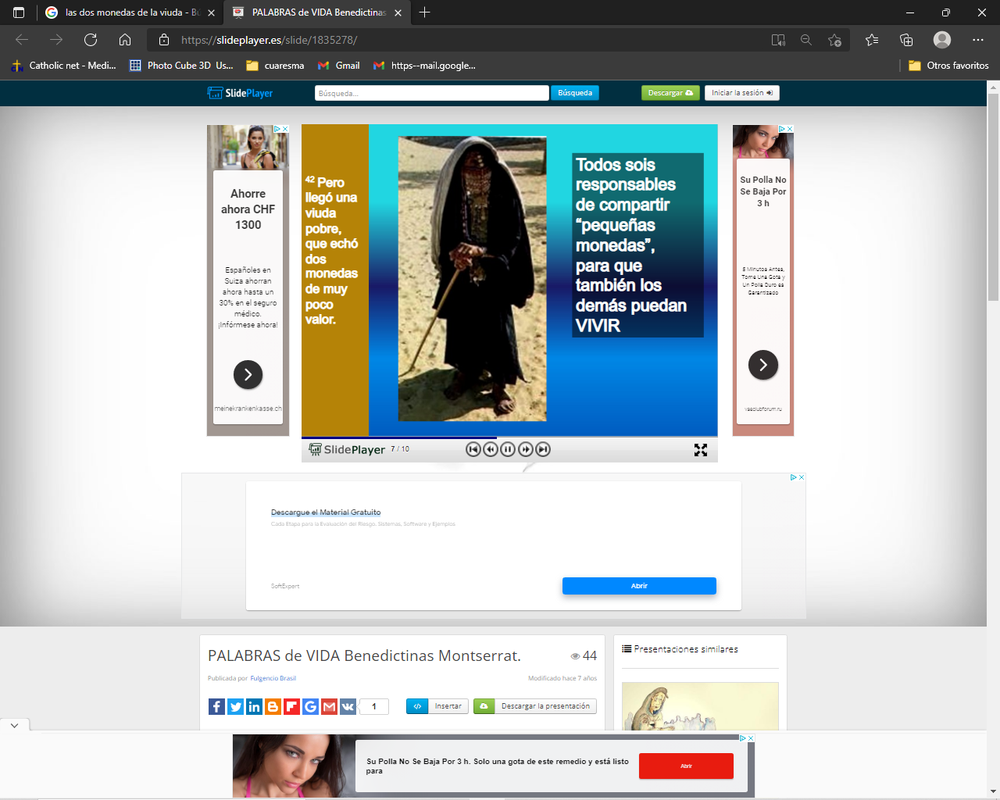 las dos monedas de la viuda - Bú
PALABRAS de VIDA Benedictinas
https://slideplayer.es/slide/1835278/
Catholic net - Medi...
Photo Cube 3D Us...
cuaresma
Gmail
https--mail.google...
Otros favoritos
SlidePlayer
Búsqueda...
Búsqueda
Descargar
Iniciar la sesión
Ahorre
ahora CHF
1300
Españoles en
Suiza ahorran
ahora hasta un
30% en el seguro
médico.
¡Infórmese ahora!
meinekrankenkasse.ch
42 Pero
llegó una
viuda
pobre,
que echó
dos
monedas
de muy
poco
valor.
Todos sois
responsables
de compartir
“pequeñas
monedas”,
para que
también los
demás puedan
VIVIR
Su Polla No
Se Baja Por
3 h
5 Minutos Antes,
Tome Una Gota y
Un Polla Duro es
Garantizado
SlidePlayer
7 / 10
Descargue el Material Gratuito
Cada Etapa para la Evaluación del Riesgo. Sistemas, Software y Ejemplos
SoftExpert
Abrir
PALABRAS de VIDA Benedictinas Montserrat.
44
Publicada por Fulgencio Brasil
Modificado hace 7 años
1
Insertar
Descargar la presentación
Presentaciones similares
Su Polla No Se Baja Por 3 h. Solo una gota de este remedio y está listo
para
Abrir